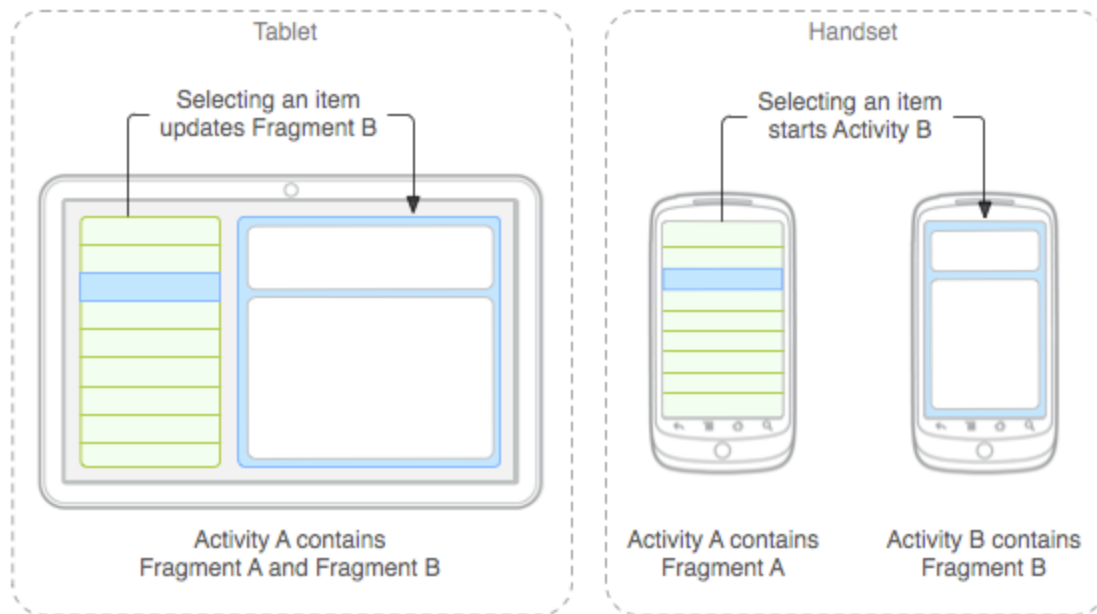 Tablet
Selecting an item
updates Fragment B
Activity A contains
Fragment A and Fragment B
Handset
Selecting an item
starts Activity B
Activity A contains
Fragment A
Activity B contains
Fragment B